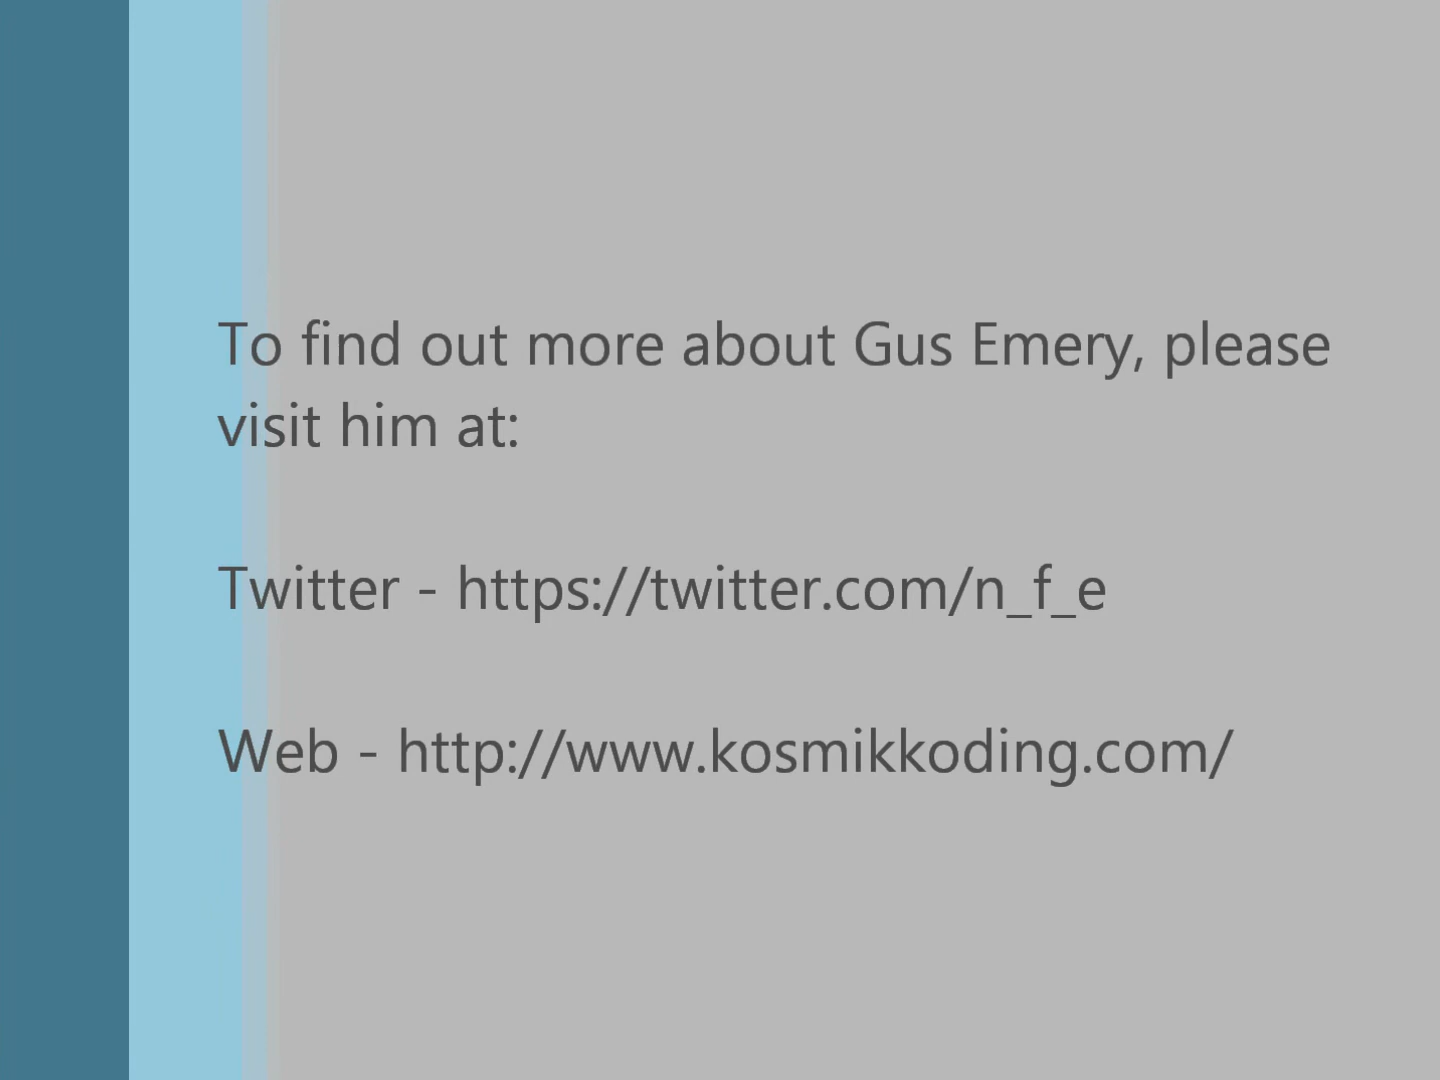 To find out more about Gus Emery, please
visit him at:
Twitter - https://twitter.com/n_f_e
Web - http://www.kosmikkoding.com/